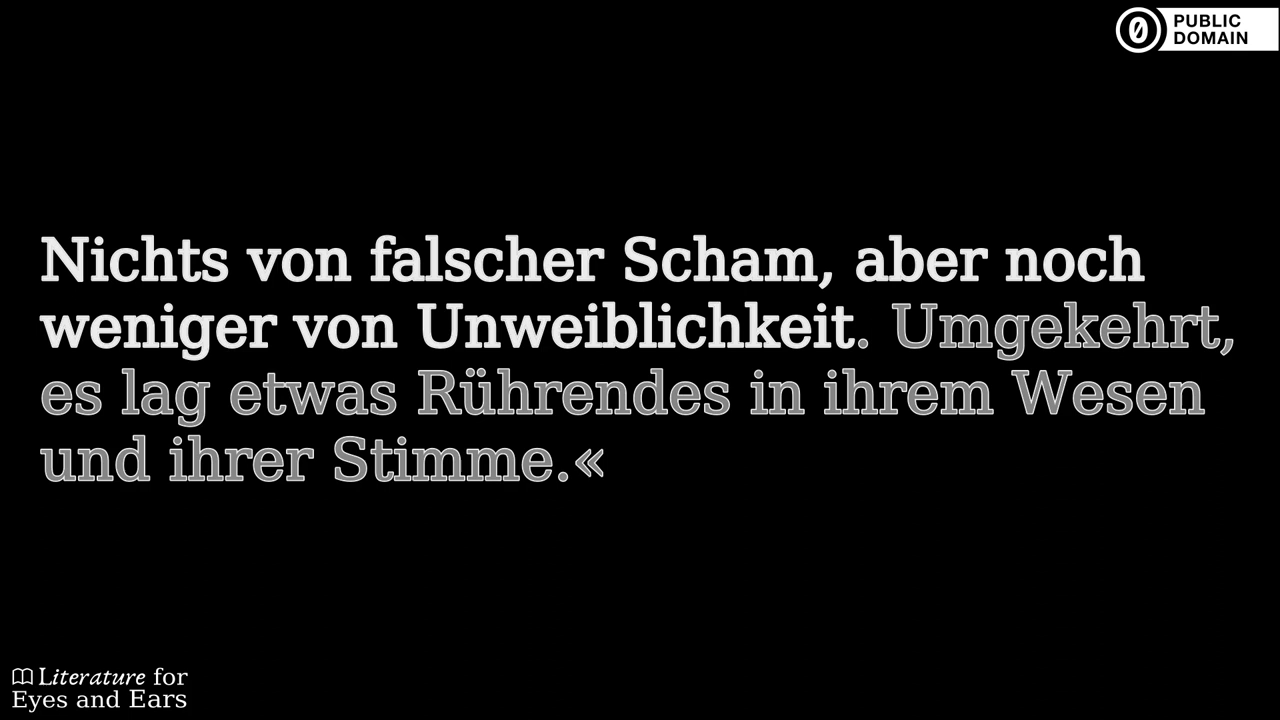 PUBLIC
DOMAIN
Nichts von falscher Scham, aber noch
weniger von Unweiblichkeit. Umgekehrt,
es lag etwas Rührendes in ihrem Wesen
und ihrer Stimme.«
Literature for
Eyes and Ears